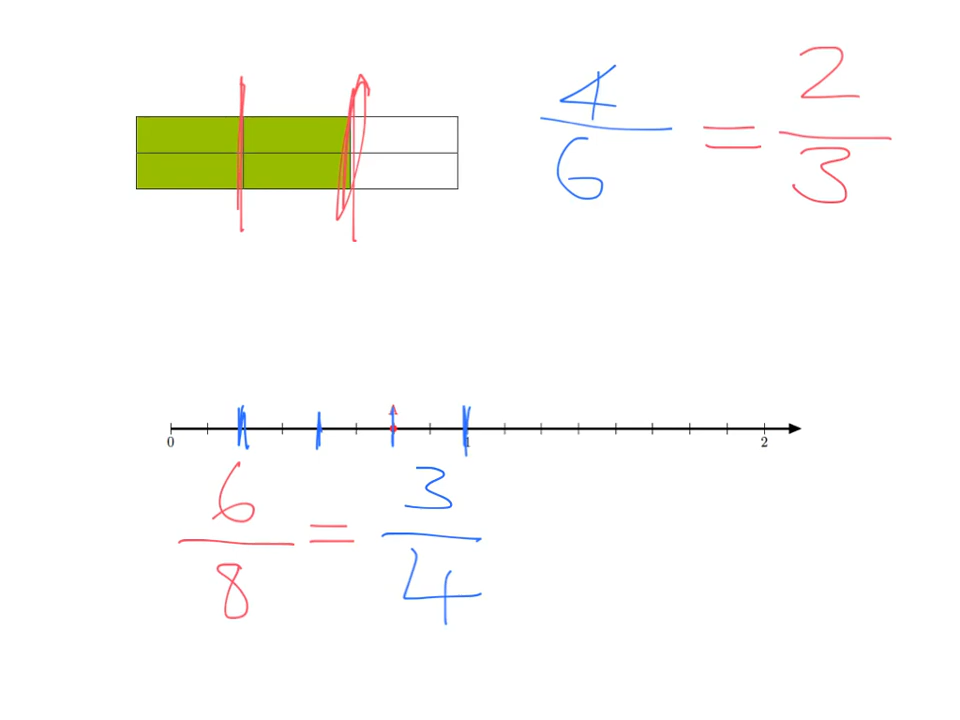 4/6 = 2/3
A
0 1 2
6/8 = 3/4